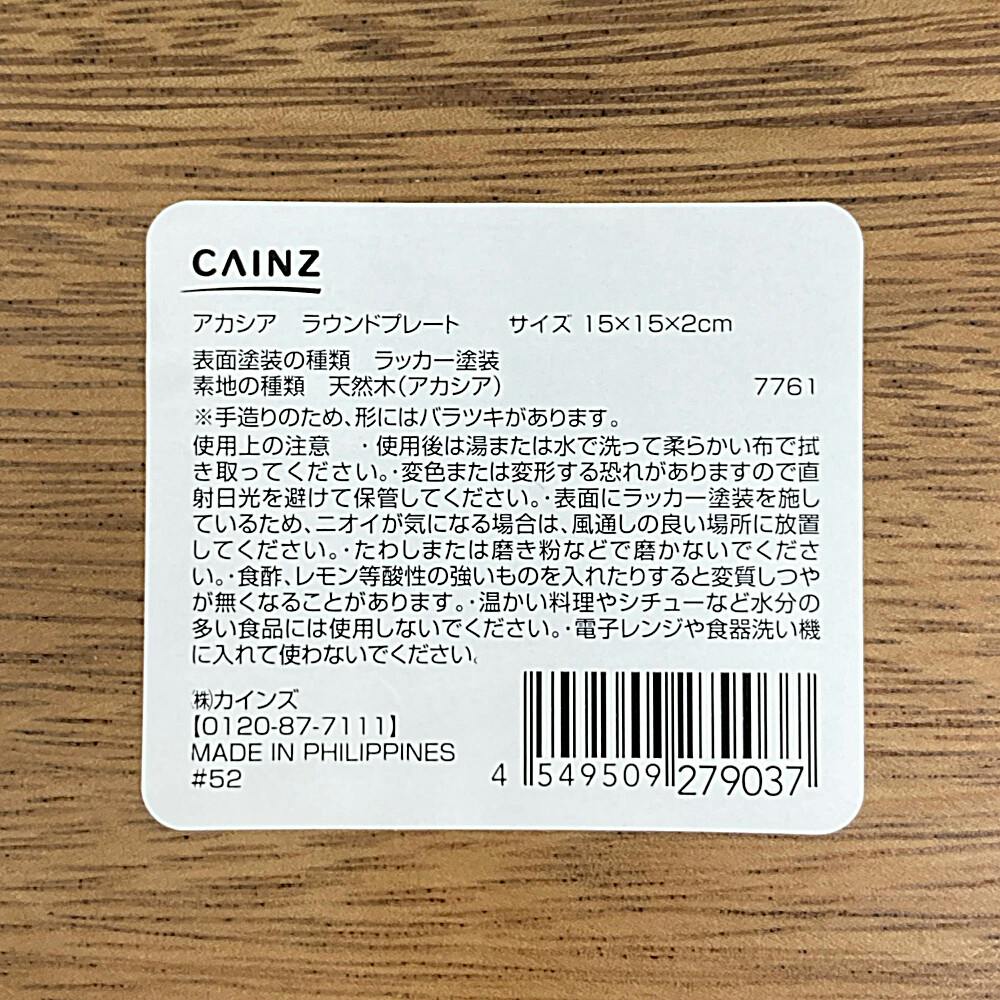 CAINZ
アカシア　ラウンドプレート　　サイズ 15×15×2cm
表面塗装の種類　ラッカー塗装
素地の種類　天然木(アカシア)　7761
※手造りのため、形にはバラツキがあります。
使用上の注意　・使用後は湯または水で洗って柔らかい布で拭
き取ってください。・変色または変形する恐れがありますので直
射日光を避けて保管してください。・表面にラッカー塗装を施し
ているため、ニオイが気になる場合は、風通しの良い場所に放置
してください。・たわしまたは磨き粉などで磨かないでくださ
い。・食酢、レモン等酸性の強いものを入れたりすると変質しつや
が無くなることがあります。・温かい料理やシチューなど水分の
多い食品には使用しないでください。・電子レンジや食器洗い機
に入れて使わないでください。
㈱カインズ
【0120-87-7111】
MADE IN PHILIPPINES
#52
4 549509 279037